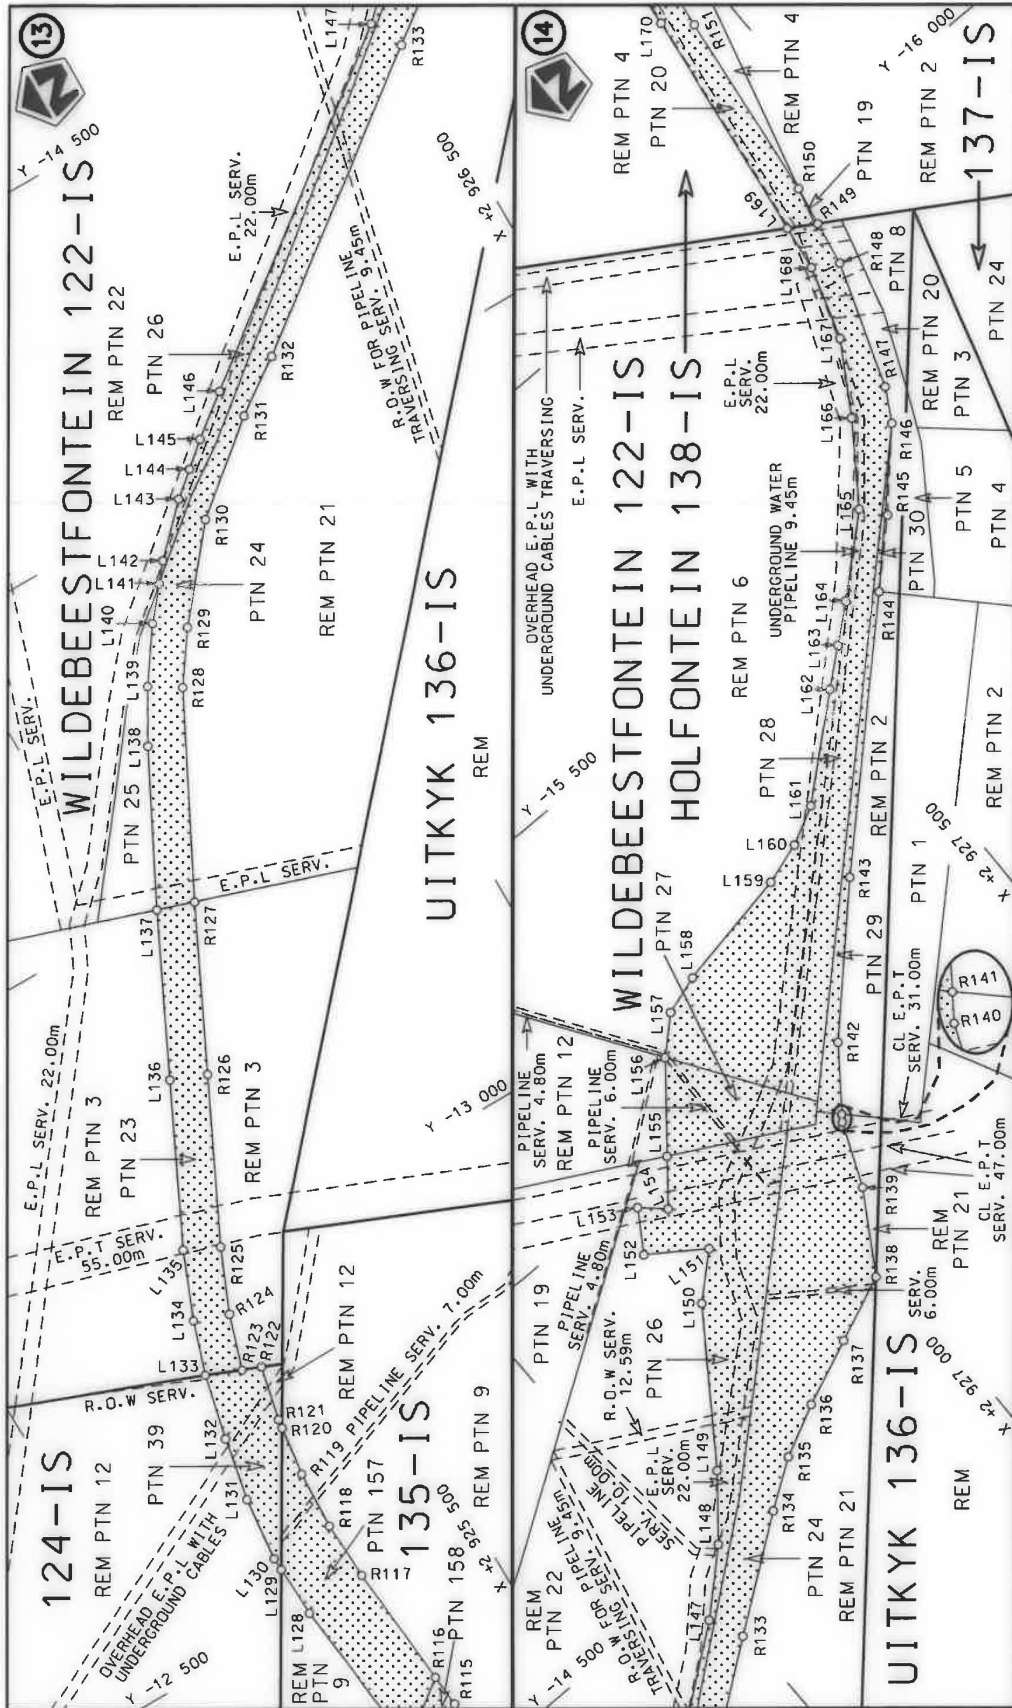 13
124-IS
REM PTN 12
PTN 39
OVERHEAD E.P.L WITH
UNDERGROUND CABLES
Y -12 500
REM
PTN
9
L128
L129
L130
L131
L132
L133
R.O.W SERV.
L134
L135
E.P.T SERV.
55.00m
E.P.L SERV. 22.00m
REM PTN 3
PTN 23
L136
L137
PTN 25
L138
L139
L140
L141
L142
L143
L144
L145
L146
L147
E.P.L SERV.
WILDEBEESTFONTEIN 122-IS
REM PTN 22
PTN 26
E.P.L SERV.
22.00m
Y -14 500
R115
R116
PTN 158
X +2 925 500
R117
135-IS
PTN 157
REM PTN 9
R118
R119
PIPELINE SERV. 7.00m
R120
R121
REM PTN 12
R122
R123
R124
R125
R126
REM PTN 3
Y -13 000
R127
E.P.L SERV.
UITKYK 136-IS
REM
R128
R129
PTN 24
REM PTN 21
R130
R131
R132
R133
R.O.W FOR PIPELINE
TRAVERSING SERV. 9.45m
X +2 926 500
14
Y -14 500
REM
PTN 22
R.O.W FOR PIPELINE
TRAVERSING SERV. 9.45m
PIPELINE
SERV. 10.00m
L147
L148
L149
E.P.L
SERV.
22.00m
R.O.W SERV.
12.59m
PTN 26
PTN 19
PIPELINE
SERV. 4.80m
L150
L151
L152
L153
L154
L155
L156
PIPELINE
SERV. 4.80m
REM PTN 12
PIPELINE
SERV. 6.00m
L157
PTN 27
L158
L159
L160
L161
PTN 28
L162
L163
L164
L165
L166
L167
L168
L169
L170
WILDEBEESTFONTEIN 122-IS
HOLFONTEIN 138-IS
Y -15 500
REM PTN 6
UNDERGROUND WATER
PIPELINE 9.45m
OVERHEAD E.P.L WITH
UNDERGROUND CABLES TRAVERSING
E.P.L SERV.
E.P.L
SERV.
22.00m
REM PTN 4
PTN 20
R151
REM PTN 4
R150
R149
PTN 19
REM PTN 2
Y -16 000
137-IS
R148
PTN 8
R147
PTN 20
REM PTN 20
PTN 3
PTN 24
R146
R145
PTN 30
PTN 5
PTN 4
R144
REM PTN 2
REM PTN 2
R143
PTN 29
PTN 1
X +2 927 500
R142
CL E.P.T
SERV. 31.00m
R141
R140
R139
CL E.P.T
SERV. 47.00m
REM
PTN 21
R138
SERV.
6.00m
R137
X +2 927 000
R136
R135
R134
R133
PTN 24
REM PTN 21
UITKYK 136-IS
REM